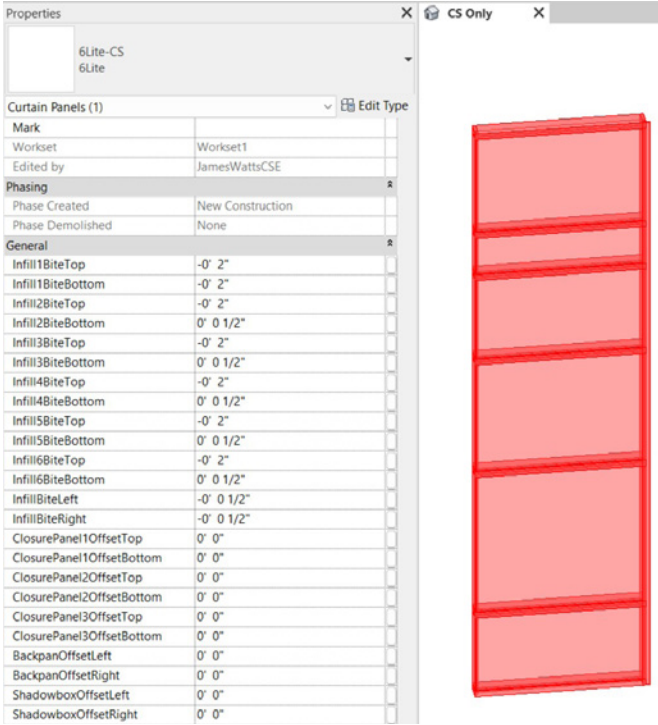 Properties
6Lite-CS
6Lite
Curtain Panels (1)
Edit Type
Mark
Workset Workset1
Edited by JamesWattsCSE
Phasing
Phase Created New Construction
Phase Demolished None
General
Infill1BiteTop -0' 2"
Infill1BiteBottom -0' 2"
Infill2BiteTop -0' 2"
Infill2BiteBottom 0' 0 1/2"
Infill3BiteTop -0' 2"
Infill3BiteBottom 0' 0 1/2"
Infill4BiteTop -0' 2"
Infill4BiteBottom 0' 0 1/2"
Infill5BiteTop -0' 2"
Infill5BiteBottom 0' 0 1/2"
Infill6BiteTop -0' 2"
Infill6BiteBottom 0' 0 1/2"
InfillBiteLeft -0' 0 1/2"
InfillBiteRight -0' 0 1/2"
ClosurePanel1OffsetTop 0' 0"
ClosurePanel1OffsetBottom 0' 0"
ClosurePanel2OffsetTop 0' 0"
ClosurePanel2OffsetBottom 0' 0"
ClosurePanel3OffsetTop 0' 0"
ClosurePanel3OffsetBottom 0' 0"
BackpanOffsetLeft 0' 0"
BackpanOffsetRight 0' 0"
ShadowboxOffsetLeft 0' 0"
ShadowboxOffsetRight 0' 0"
CS Only